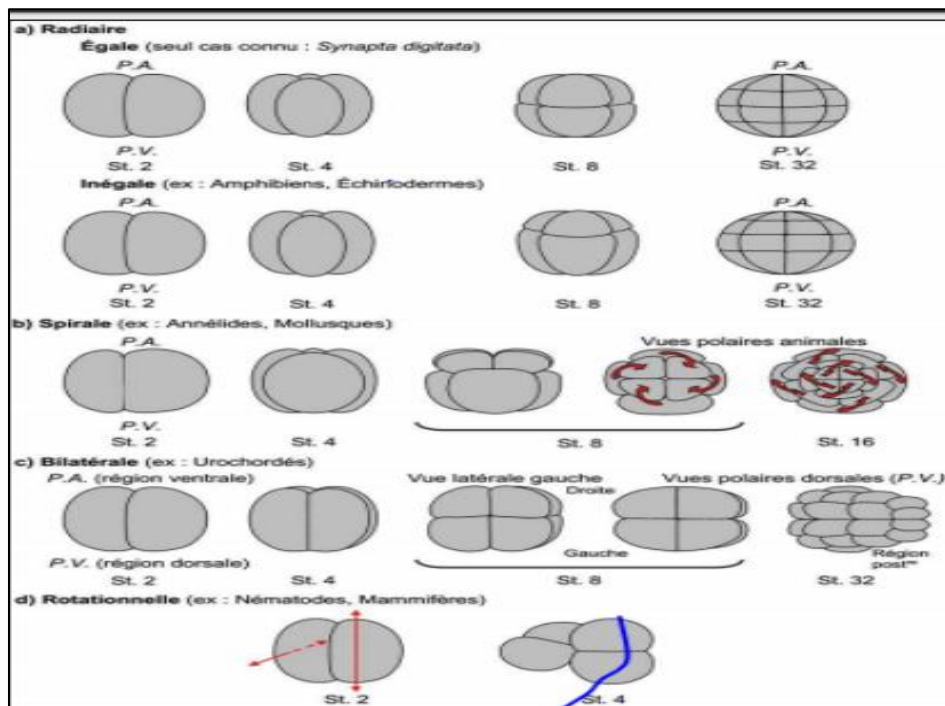 a) Radiaire
Égale (seul cas connu : Synapta digitata)
P.A. P.A.
P.V. P.V.
St. 2 St. 4 St. 8 St. 32
Inégale (ex : Amphibiens, Échinodermes)
P.A. P.A.
P.V. P.V.
St. 2 St. 4 St. 8 St. 32
b) Spirale (ex : Annélides, Mollusques)
P.A. Vues polaires animales
P.V.
St. 2 St. 4 St. 8 St. 16
c) Bilatérale (ex : Urochordés)
P.A. (région ventrale) Vue latérale gauche Vues polaires dorsales (P.V.)
Droite
P.V. (région dorsale) Gauche Région
post
St. 2 St. 4 St. 8 St. 32
d) Rotationnelle (ex : Nématodes, Mammifères)
St. 2 St. 4